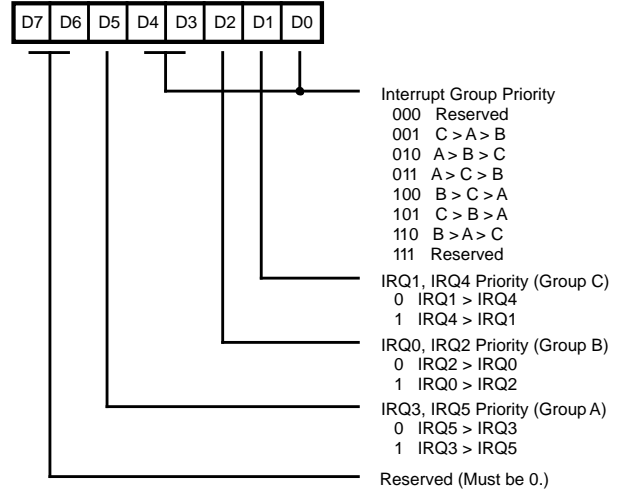 D7 D6 D5 D4 D3 D2 D1 D0
Interrupt Group Priority
000 Reserved
001 C > A > B
010 A > B > C
011 A > C > B
100 B > C > A
101 C > B > A
110 B > A > C
111 Reserved
IRQ1, IRQ4 Priority (Group C)
0 IRQ1 > IRQ4
1 IRQ4 > IRQ1
IRQ0, IRQ2 Priority (Group B)
0 IRQ2 > IRQ0
1 IRQ0 > IRQ2
IRQ3, IRQ5 Priority (Group A)
0 IRQ5 > IRQ3
1 IRQ3 > IRQ5
Reserved (Must be 0.)